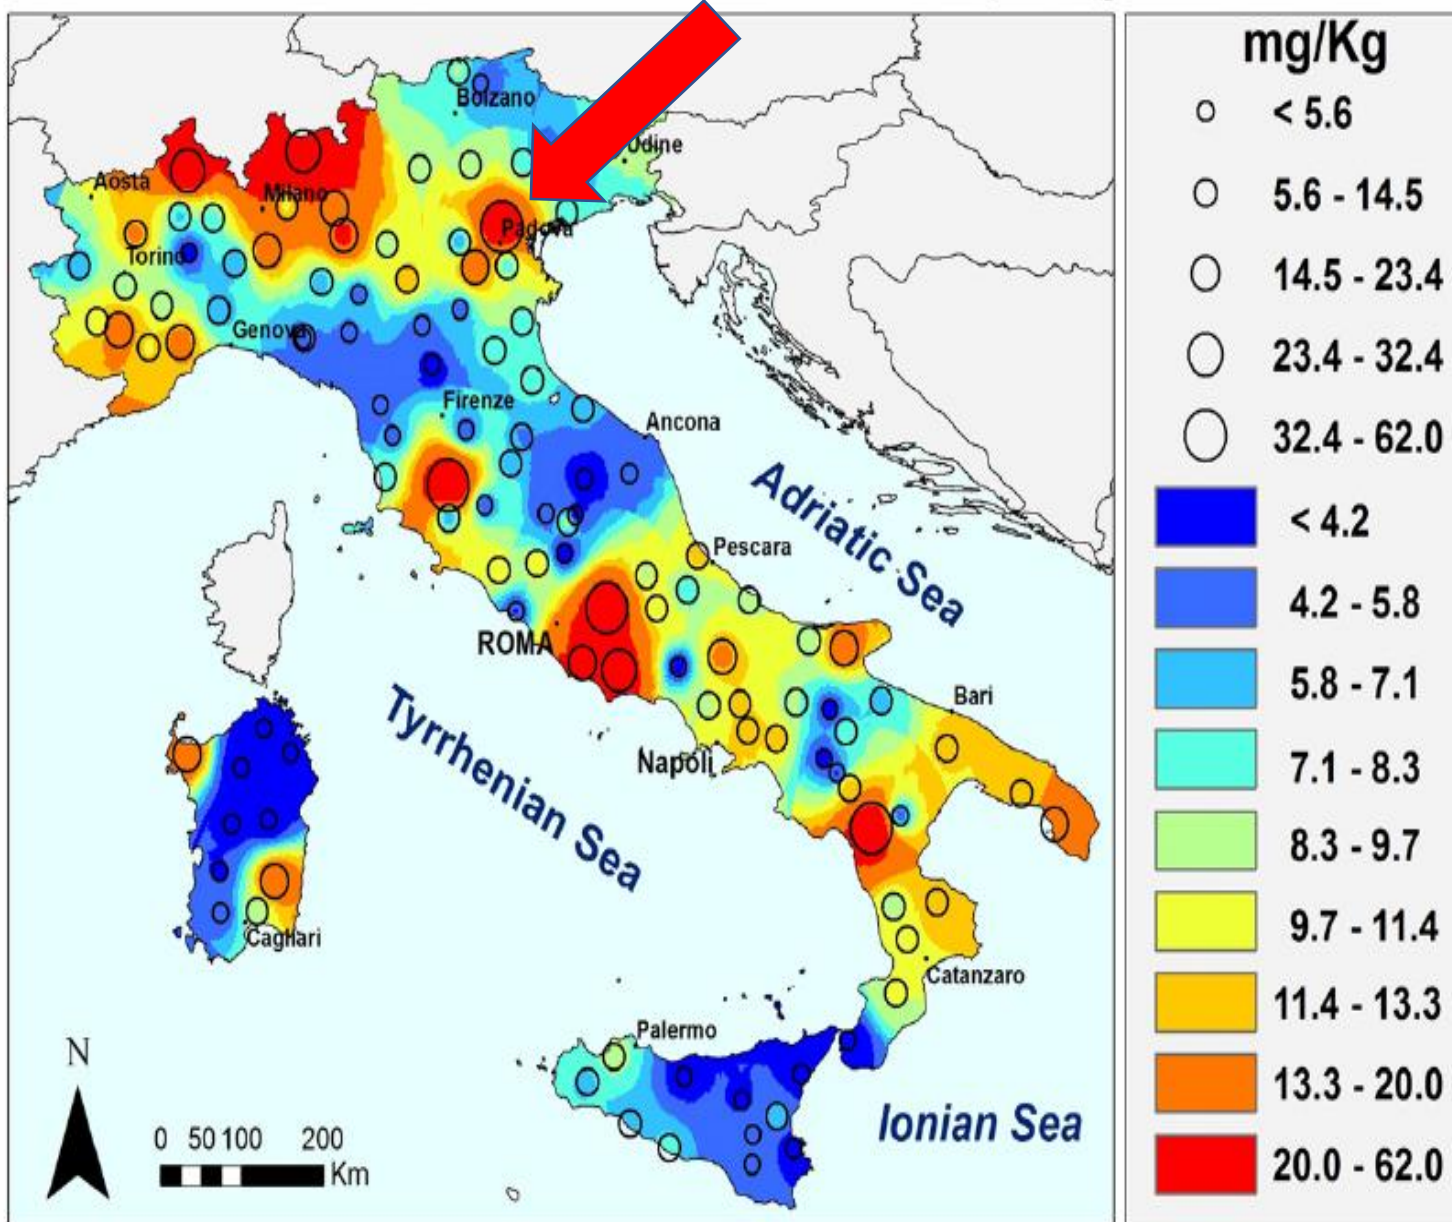 Bolzano
Udine
Aosta
Milano
Padova
Torino
Genova
Firenze
Ancona
Adriatic Sea
Pescara
ROMA
Bari
Tyrrhenian Sea
Napoli
Cagliari
Catanzaro
Palermo
Ionian Sea
N
0 50 100 200
Km
mg/Kg
< 5.6
5.6 - 14.5
14.5 - 23.4
23.4 - 32.4
32.4 - 62.0
< 4.2
4.2 - 5.8
5.8 - 7.1
7.1 - 8.3
8.3 - 9.7
9.7 - 11.4
11.4 - 13.3
13.3 - 20.0
20.0 - 62.0